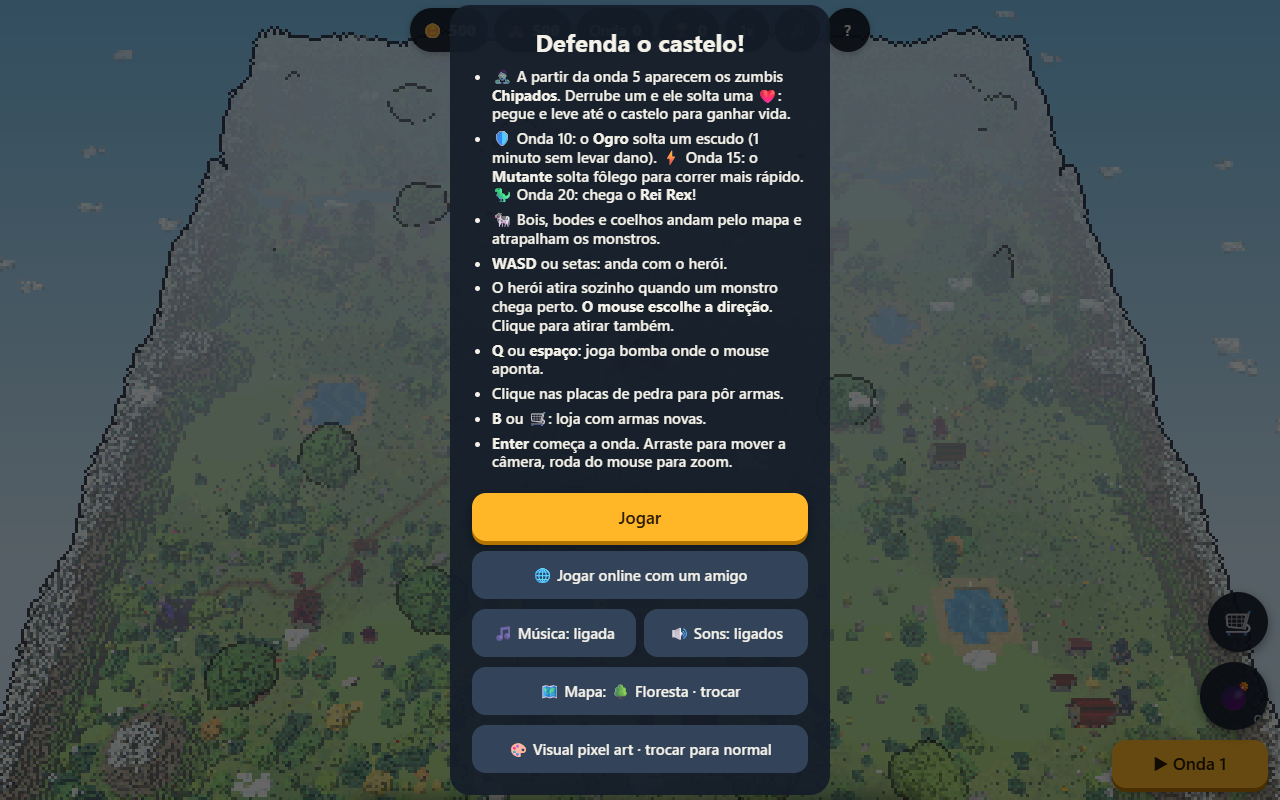 500
?
Defenda o castelo!
A partir da onda 5 aparecem os zumbis
Chipados. Derrube um e ele solta uma ❤️:
pegue e leve até o castelo para ganhar vida.
Onda 10: o Ogro solta um escudo (1
minuto sem levar dano). ⚡ Onda 15: o
Mutante solta fôlego para correr mais rápido.
Onda 20: chega o Rei Rex!
Bois, bodes e coelhos andam pelo mapa e
atrapalham os monstros.
WASD ou setas: anda com o herói.
O herói atira sozinho quando um monstro
chega perto. O mouse escolhe a direção.
Clique para atirar também.
Q ou espaço: joga bomba onde o mouse
aponta.
Clique nas placas de pedra para pôr armas.
B ou 🛒: loja com armas novas.
Enter começa a onda. Arraste para mover a
câmera, roda do mouse para zoom.
Jogar
Jogar online com um amigo
Música: ligada
Sons: ligados
Mapa: 🌳 Floresta · trocar
Visual pixel art · trocar para normal
▶ Onda 1